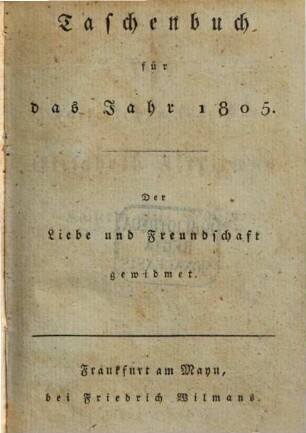 Taschenbuch
für
das Jahr 1805.
Der
Liebe und Freundschaft
gewidmet.
Frankfurt am Mayn,
bei Friedrich Wilmans.